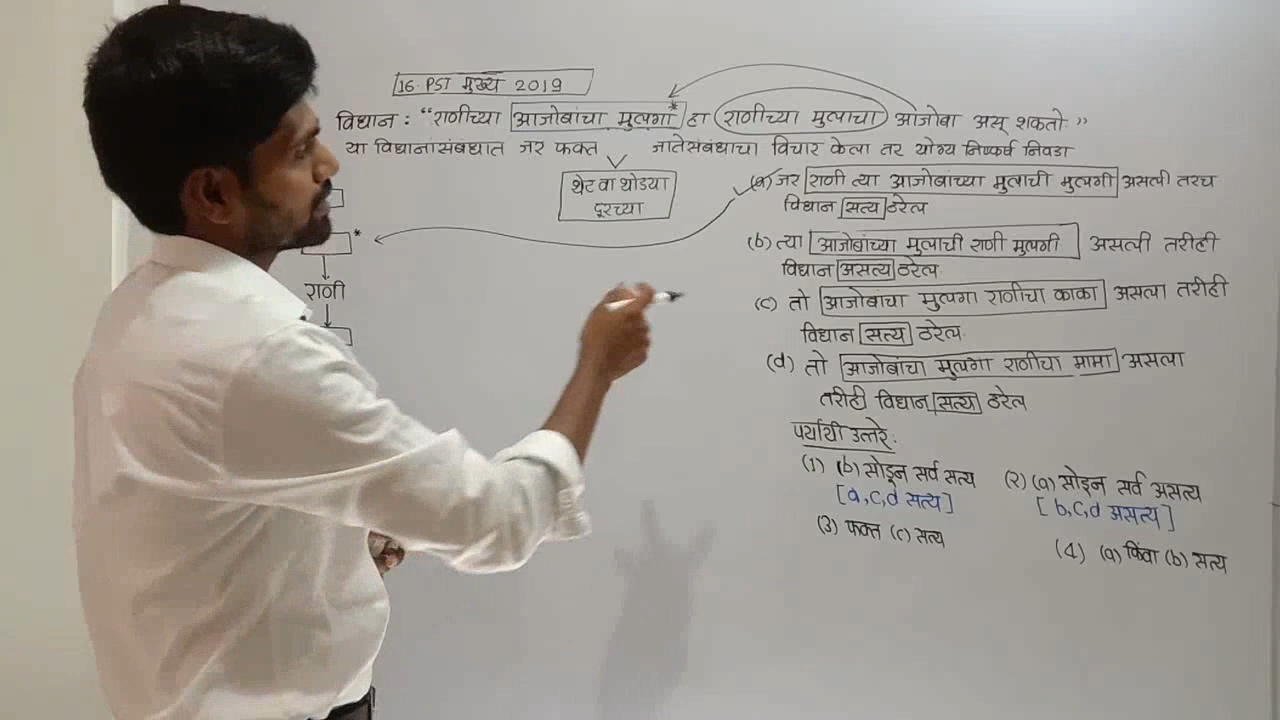 16. PSI मुख्य 2019
विधान : “राणीच्या आजोबांचा मुलगा* हा राणीच्या मुलाचा आजोबा असू शकतो.”
या विधानांसंबंधात जर फक्त नातेसंबंधाचा विचार केला तर योग्य निष्कर्ष निवडा
थेट वा थोड्या
दूरच्या
(a) जर राणी त्या आजोबांच्या मुलाची मुलगी असली तरच
विधान सत्य ठरेल
(b) त्या आजोबांच्या मुलाची राणी मुलगी असली तरीही
विधान असत्य ठरेल.
(c) तो आजोबांचा मुलगा राणीचा काका असला तरीही
विधान सत्य ठरेल.
(d) तो आजोबांचा मुलगा राणीचा मामा असला
तरीही विधान सत्य ठरेल
*
राणी
पर्यायी उत्तरे.
(1) (b) सोडून सर्व सत्य (2) (a) सोडून सर्व असत्य
[a,c,d सत्य] [b,c,d असत्य]
(3) फक्त (c) सत्य (4) (a) किंवा (b) सत्य